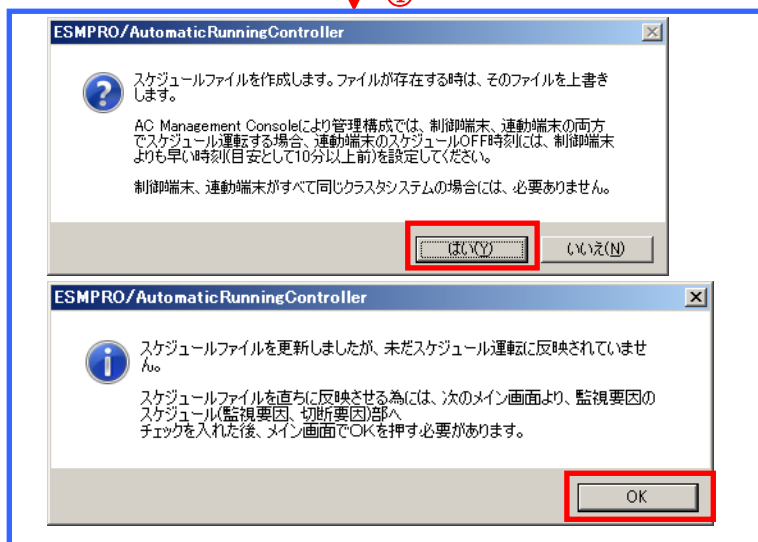 ①
ESMPRO/AutomaticRunningController
スケジュールファイルを作成します。ファイルが存在する時は、そのファイルを上書き
します。
AC Management Consoleにより管理構成では、制御端末、連動端末の両方
でスケジュール運転する場合、連動端末のスケジュールOFF時刻には、制御端末
よりも早い時刻(目安として10分以上前)を設定してください。
制御端末、連動端末がすべて同じクラスタシステムの場合には、必要ありません。
はい(Y)
いいえ(N)
ESMPRO/AutomaticRunningController
スケジュールファイルを更新しましたが、未だスケジュール運転に反映されていませ
ん。
スケジュールファイルを直ちに反映させる為には、次のメイン画面より、監視要因の
スケジュール(監視要因、切断要因)部へ
チェックを入れた後、メイン画面でOKを押す必要があります。
OK